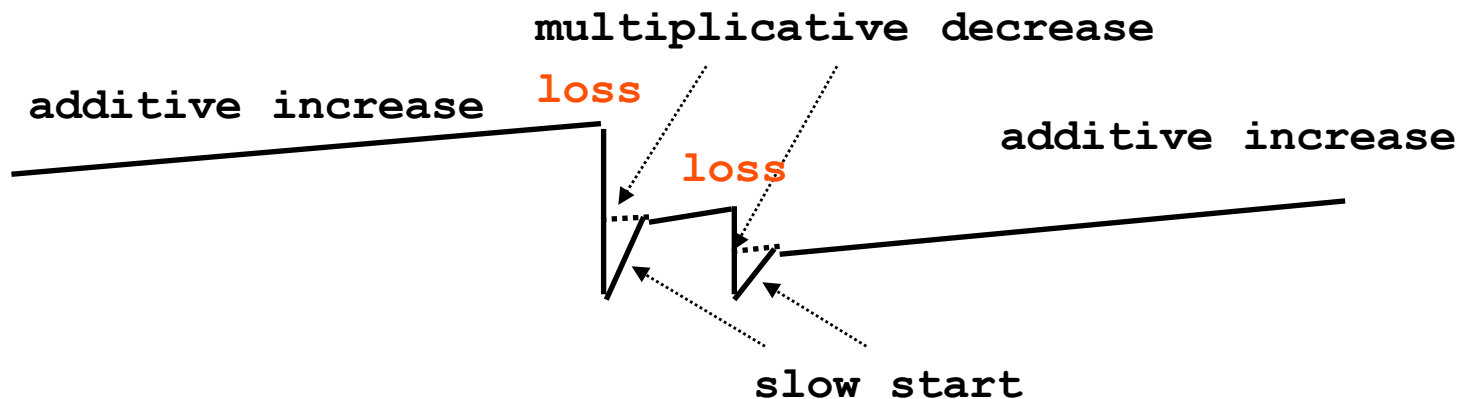 multiplicative decrease
additive increase
loss
loss
additive increase
slow start